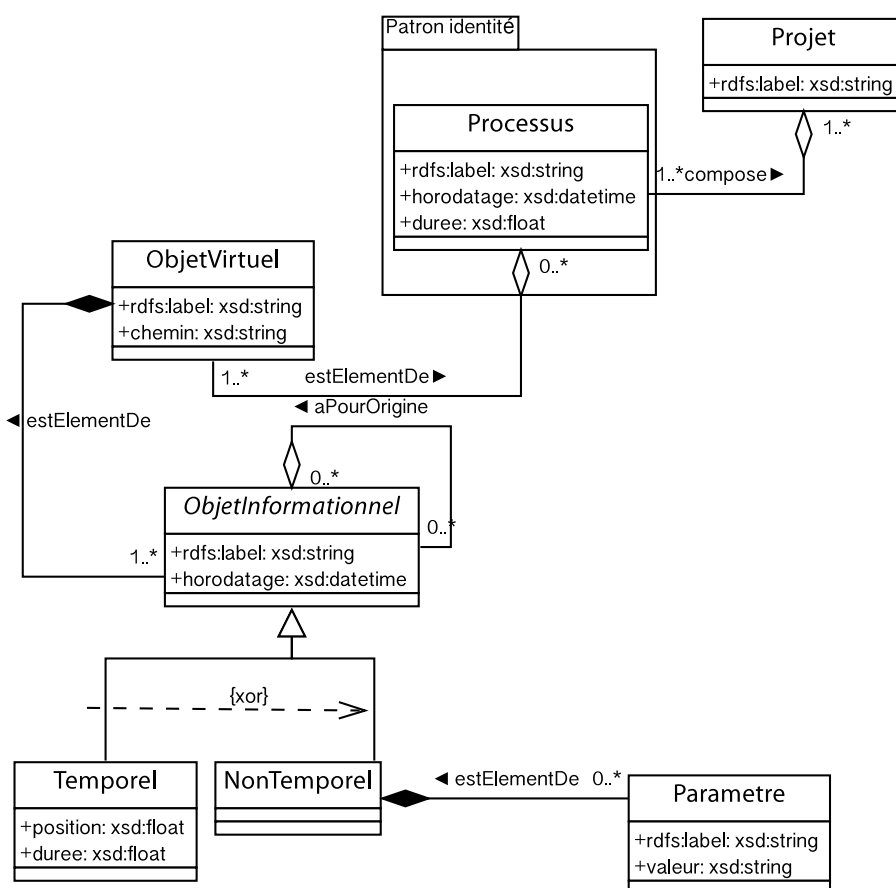 Patron identité
Projet
+rdfs:label: xsd:string
1..*
Processus
+rdfs:label: xsd:string
+horodatage: xsd:datetime
+duree: xsd:float
1..*compose ►
0..*
ObjetVirtuel
+rdfs:label: xsd:string
+chemin: xsd:string
1..*
estElementDe ►
◄ aPourOrigine
◄ estElementDe
0..*
ObjetInformationnel
0..*
+rdfs:label: xsd:string
+horodatage: xsd:datetime
1..*
{xor}
Temporel
+position: xsd:float
+duree: xsd:float
NonTemporel
◄ estElementDe 0..*
Parametre
+rdfs:label: xsd:string
+valeur: xsd:string